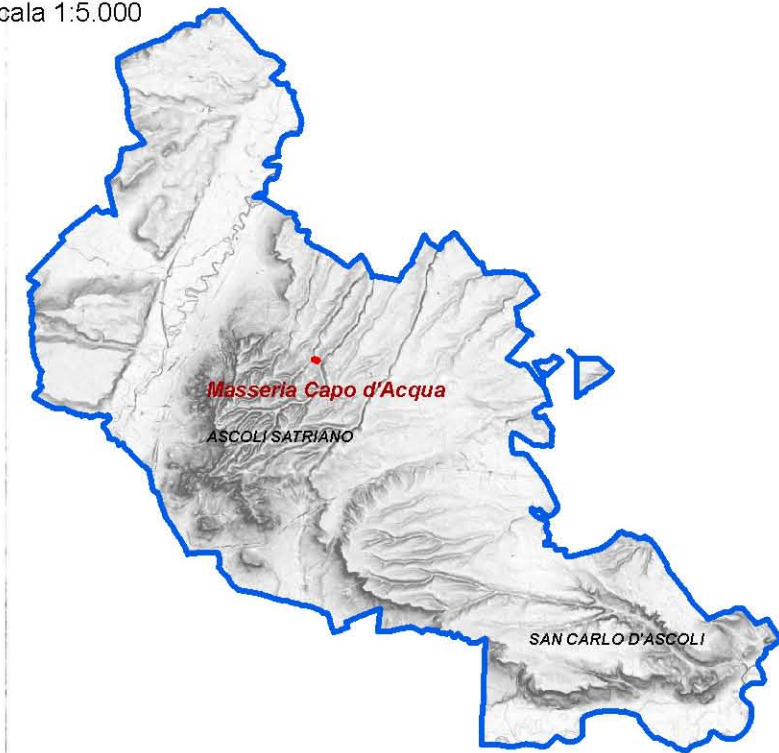 cala 1:5.000
Masseria Capo d'Acqua
ASCOLI SATRIANO
SAN CARLO D'ASCOLI